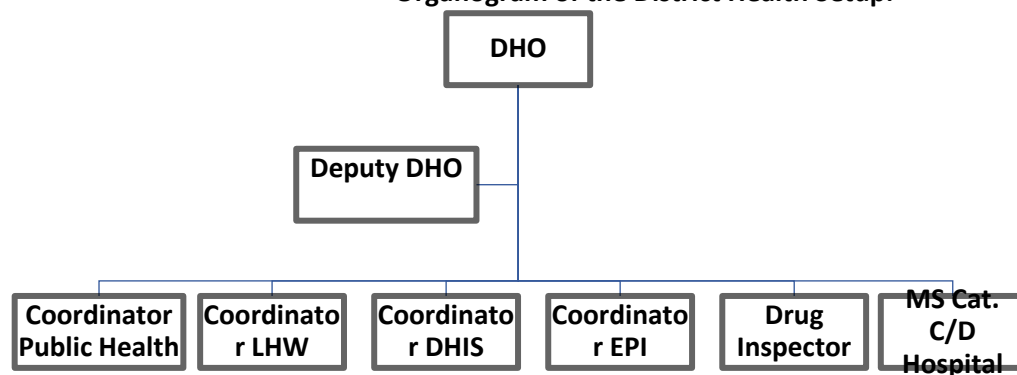 Organogram of the District Health Setup:
DHO
Deputy DHO
Coordinator
Public Health
Coordinato
r LHW
Coordinato
r DHIS
Coordinato
r EPI
Drug
Inspector
MS Cat.
C/D
Hospital